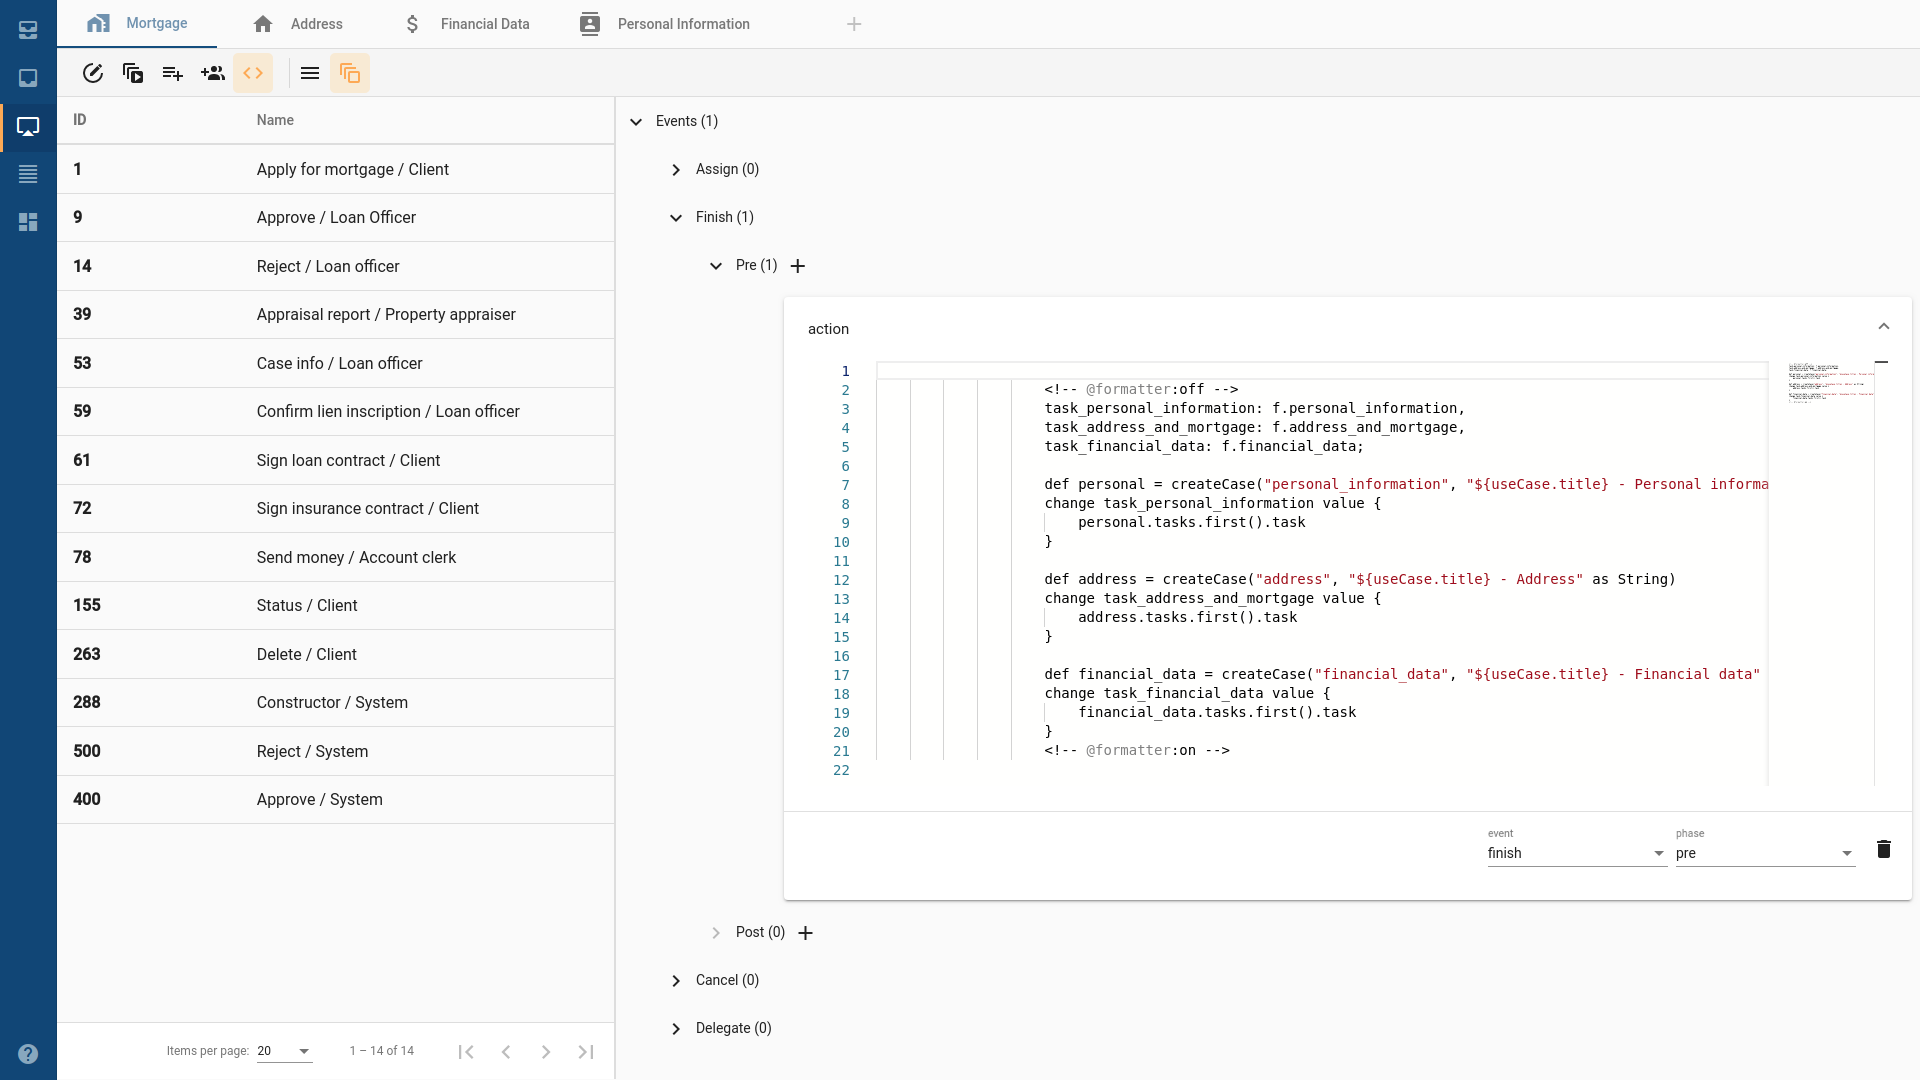 Mortgage
Address
Financial Data
Personal Information
ID Name
1 Apply for mortgage / Client
9 Approve / Loan Officer
14 Reject / Loan officer
39 Appraisal report / Property appraiser
53 Case info / Loan officer
59 Confirm lien inscription / Loan officer
61 Sign loan contract / Client
72 Sign insurance contract / Client
78 Send money / Account clerk
155 Status / Client
263 Delete / Client
288 Constructor / System
500 Reject / System
400 Approve / System
Items per page: 20 1 – 14 of 14
Events (1)
Assign (0)
Finish (1)
Pre (1)
action
1
2 <!-- @formatter:off -->
3 task_personal_information: f.personal_information,
4 task_address_and_mortgage: f.address_and_mortgage,
5 task_financial_data: f.financial_data;
6
7 def personal = createCase("personal_information", "${useCase.title} - Personal informa
8 change task_personal_information value {
9 personal.tasks.first().task
10 }
11
12 def address = createCase("address", "${useCase.title} - Address" as String)
13 change task_address_and_mortgage value {
14 address.tasks.first().task
15 }
16
17 def financial_data = createCase("financial_data", "${useCase.title} - Financial data"
18 change task_financial_data value {
19 financial_data.tasks.first().task
20 }
21 <!-- @formatter:on -->
22
event phase
finish pre
Post (0)
Cancel (0)
Delegate (0)